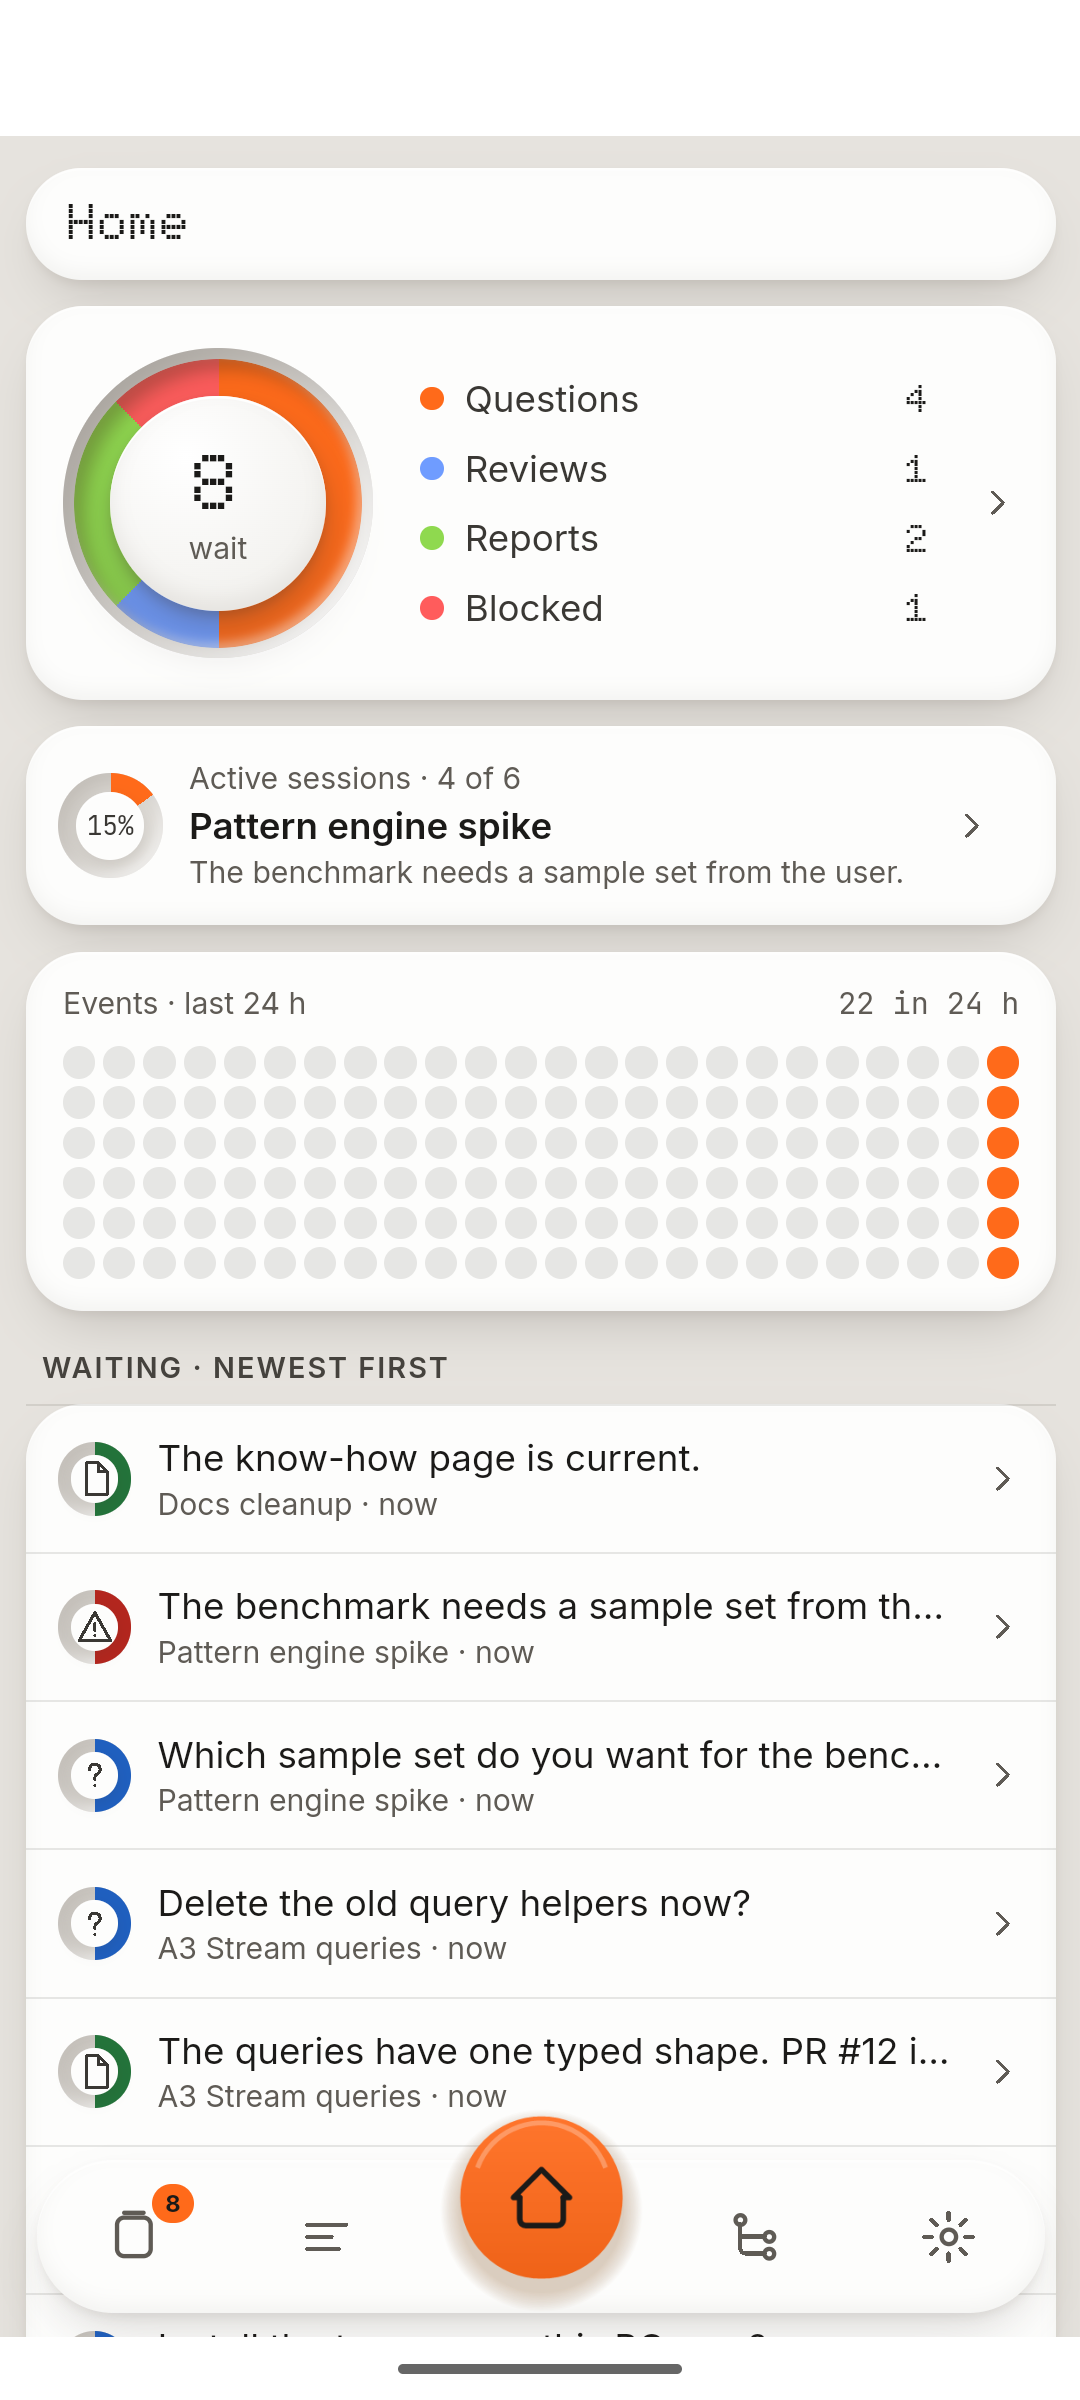 Home
8
wait
Questions 4
Reviews 1
Reports 2
Blocked 1
15%
Active sessions · 4 of 6
Pattern engine spike
The benchmark needs a sample set from the user.
Events · last 24 h
22 in 24 h
WAITING · NEWEST FIRST
The know-how page is current.
Docs cleanup · now
The benchmark needs a sample set from th...
Pattern engine spike · now
?
Which sample set do you want for the benc...
Pattern engine spike · now
?
Delete the old query helpers now?
A3 Stream queries · now
The queries have one typed shape. PR #12 i...
A3 Stream queries · now
8